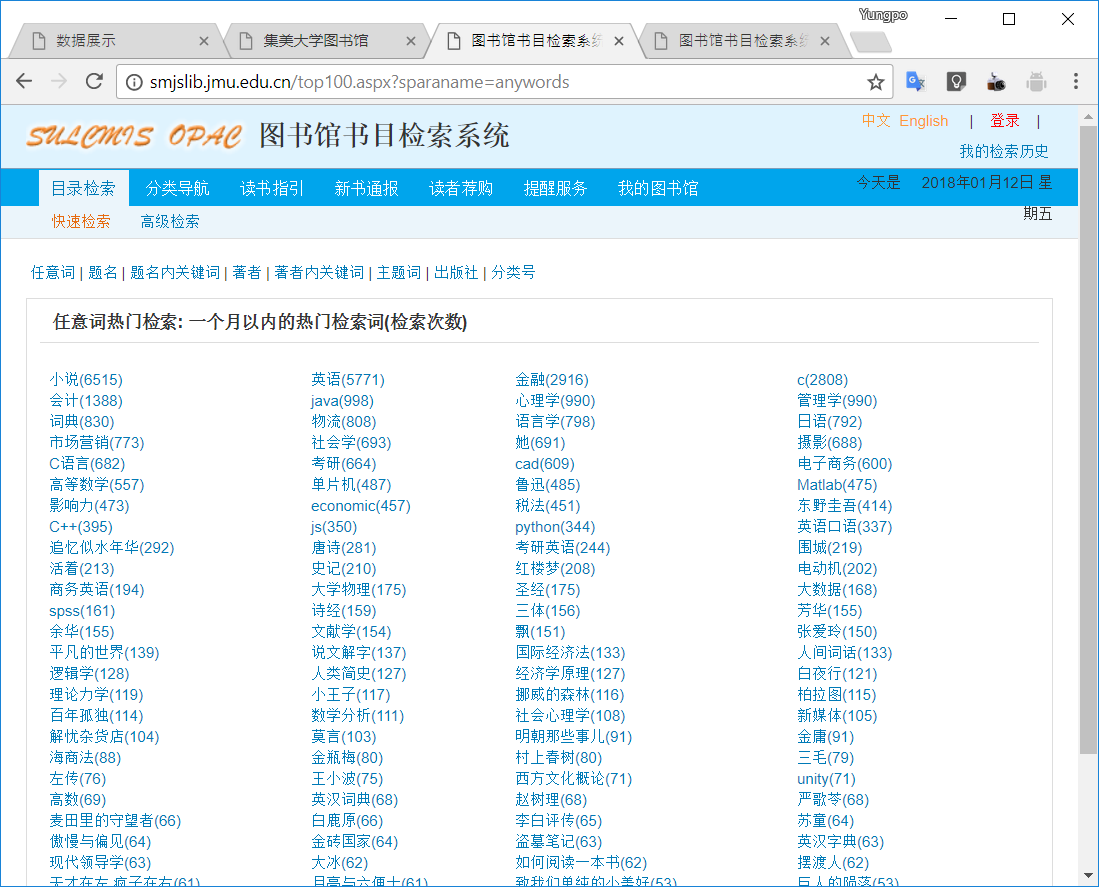 Yungpo
数据展示
集美大学图书馆
图书馆书目检索系统
图书馆书目检索系统
smjslib.jmu.edu.cn/top100.aspx?sparaname=anywords
SULCMIS OPAC 图书馆书目检索系统
中文 English | 登录 |
我的检索历史
目录检索 分类导航 读书指引 新书通报 读者荐购 提醒服务 我的图书馆
今天是 2018年01月12日 星
期五
快速检索 高级检索
任意词 | 题名 | 题名内关键词 | 著者 | 著者内关键词 | 主题词 | 出版社 | 分类号
任意词热门检索: 一个月以内的热门检索词(检索次数)
小说(6515) 英语(5771) 金融(2916) c(2808)
会计(1388) java(998) 心理学(990) 管理学(990)
词典(830) 物流(808) 语言学(798) 日语(792)
市场营销(773) 社会学(693) 她(691) 摄影(688)
C语言(682) 考研(664) cad(609) 电子商务(600)
高等数学(557) 单片机(487) 鲁迅(485) Matlab(475)
影响力(473) economic(457) 税法(451) 东野圭吾(414)
C++(395) js(350) python(344) 英语口语(337)
追忆似水年华(292) 唐诗(281) 考研英语(244) 围城(219)
活着(213) 史记(210) 红楼梦(208) 电动机(202)
商务英语(194) 大学物理(175) 圣经(175) 大数据(168)
spss(161) 诗经(159) 三体(156) 芳华(155)
余华(155) 文献学(154) 飘(151) 张爱玲(150)
平凡的世界(139) 说文解字(137) 国际经济法(133) 人间词话(133)
逻辑学(128) 人类简史(127) 经济学原理(127) 白夜行(121)
理论力学(119) 小王子(117) 挪威的森林(116) 柏拉图(115)
百年孤独(114) 数学分析(111) 社会心理学(108) 新媒体(105)
解忧杂货店(104) 莫言(103) 明朝那些事儿(91) 金庸(91)
海商法(88) 金瓶梅(80) 村上春树(80) 三毛(79)
左传(76) 王小波(75) 西方文化概论(71) unity(71)
高数(69) 英汉词典(68) 赵树理(68) 严歌苓(68)
麦田里的守望者(66) 白鹿原(66) 李白评传(65) 苏童(64)
傲慢与偏见(64) 金砖国家(64) 盗墓笔记(63) 英汉字典(63)
现代领导学(63) 大冰(62) 如何阅读一本书(62) 摆渡人(62)
天才在左 疯子在右(61) 月亮与六便士(61) 致我们单纯的小美好(53) 巨人的陨落(53)